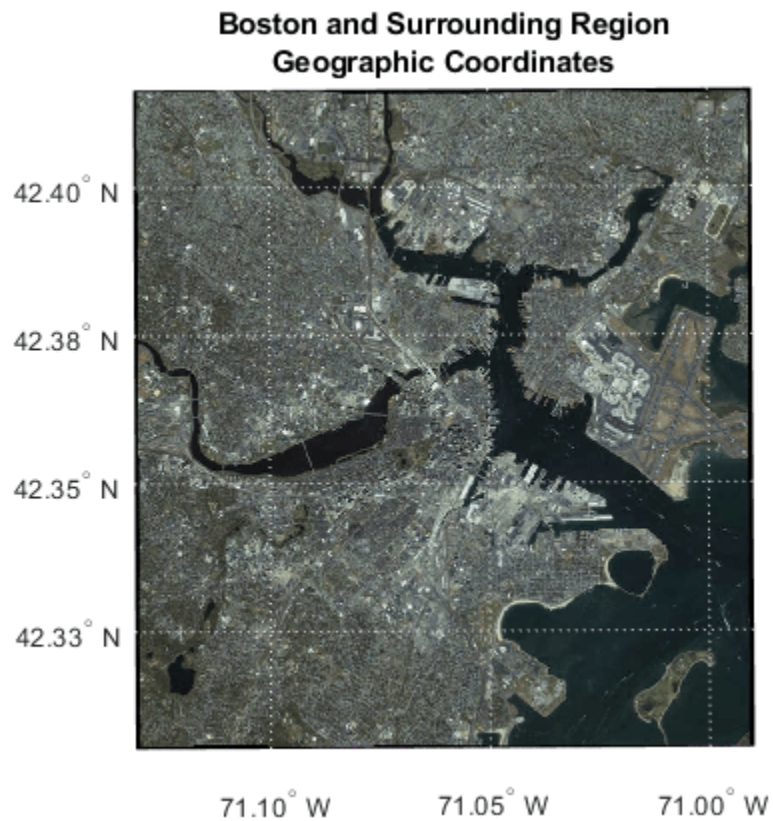 Boston and Surrounding Region
Geographic Coordinates
42.40° N
42.38° N
42.35° N
42.33° N
71.10° W
71.05° W
71.00° W